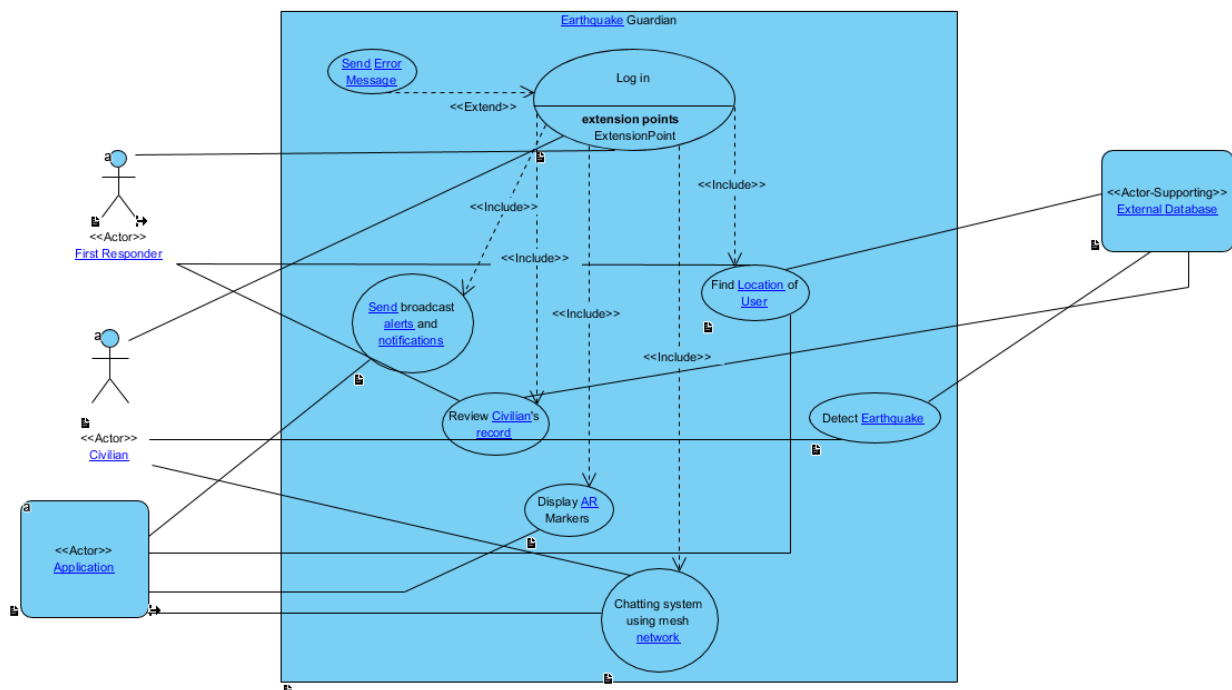 Earthquake Guardian
Send Error
Message
Log in
<<Extend>>
extension points
ExtensionPoint
a
<<Actor>>
First Responder
<<Include>>
<<Include>>
<<Include>>
<<Include>>
<<Include>>
<<Actor-Supporting>>
External Database
Find Location of
User
Send broadcast
alerts and
notifications
a
<<Actor>>
Civilian
Review Civilian's
record
Detect Earthquake
a
<<Actor>>
Application
Display AR
Markers
Chatting system
using mesh
network